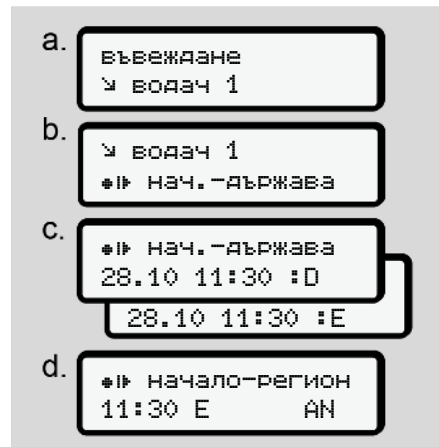 a.
въвеждане
↘ водач 1
b.
↘ водач 1
●I▶ нач.-държава
c.
●I▶ нач.-държава
28.10 11:30 :D
28.10 11:30 :E
d.
●I▶ начало-регион
11:30 E AN